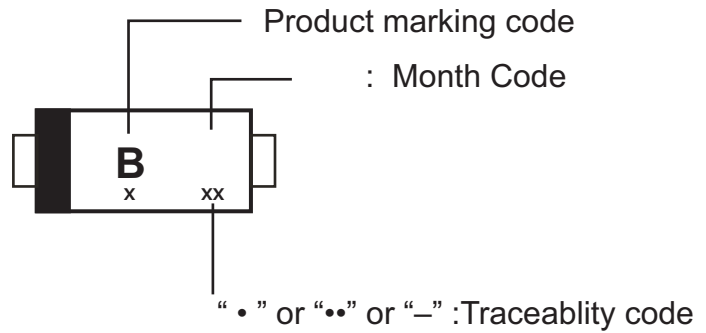 Product marking code
: Month Code
B
x xx
“ • ” or “••” or “–” :Traceablity code